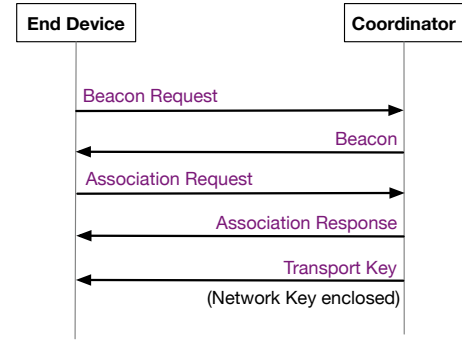 End Device
Coordinator
Beacon Request
Beacon
Association Request
Association Response
Transport Key
(Network Key enclosed)